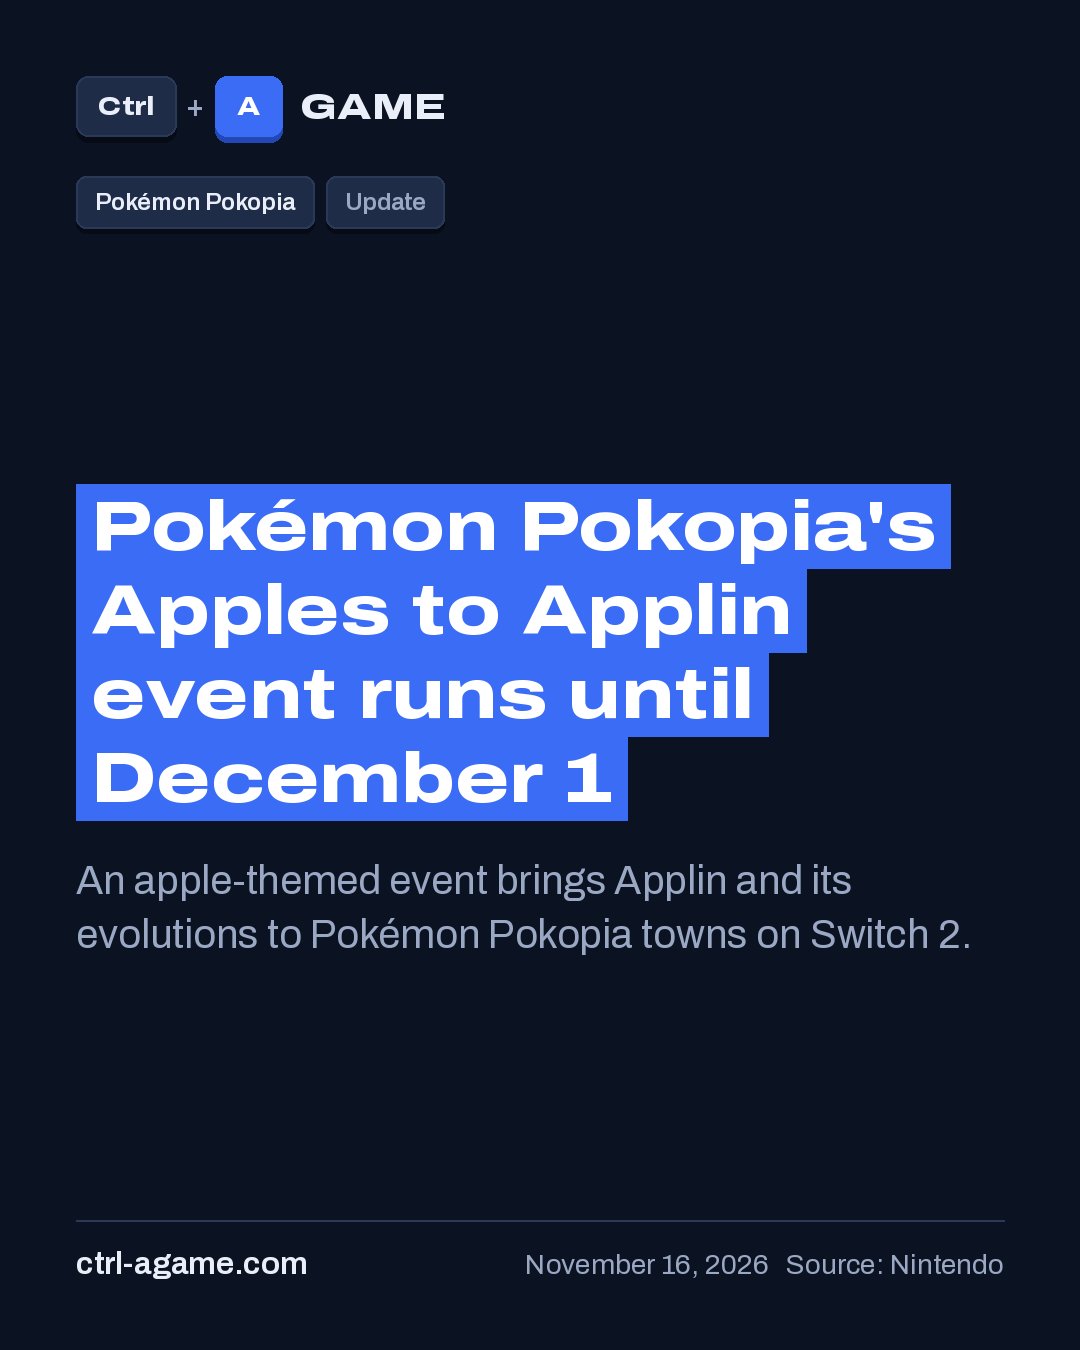 Ctrl + A GAME
Pokémon Pokopia Update
Pokémon Pokopia's
Apples to Applin
event runs until
December 1
An apple-themed event brings Applin and its
evolutions to Pokémon Pokopia towns on Switch 2.
ctrl-agame.com November 16, 2026 Source: Nintendo